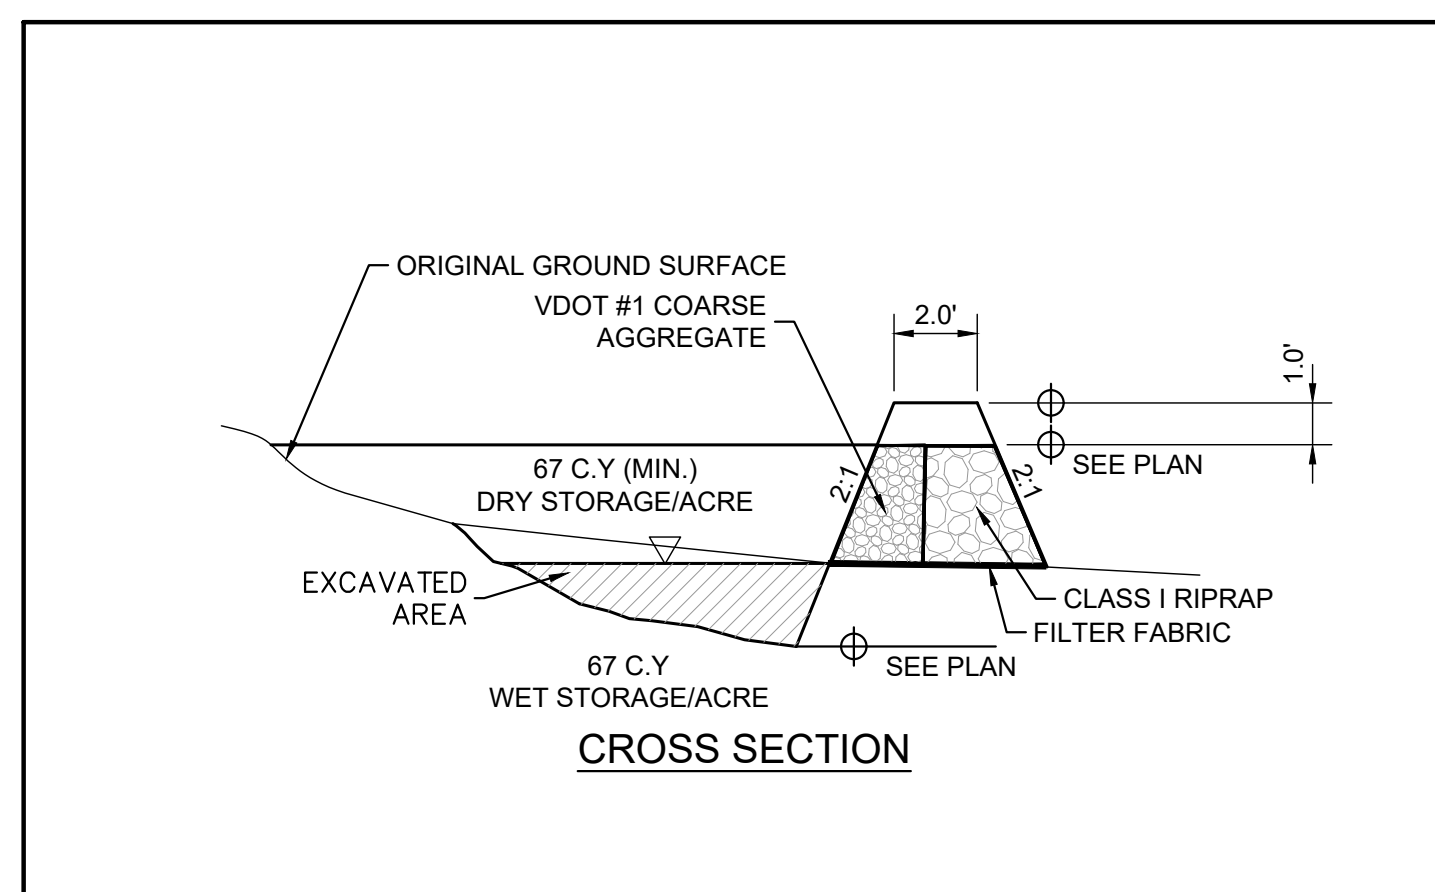 ORIGINAL GROUND SURFACE
VDOT #1 COARSE
AGGREGATE
2.0'
1.0'
SEE PLAN
67 C.Y (MIN.)
DRY STORAGE/ACRE
2:1
2:1
EXCAVATED
AREA
CLASS I RIPRAP
FILTER FABRIC
67 C.Y
WET STORAGE/ACRE
SEE PLAN
CROSS SECTION